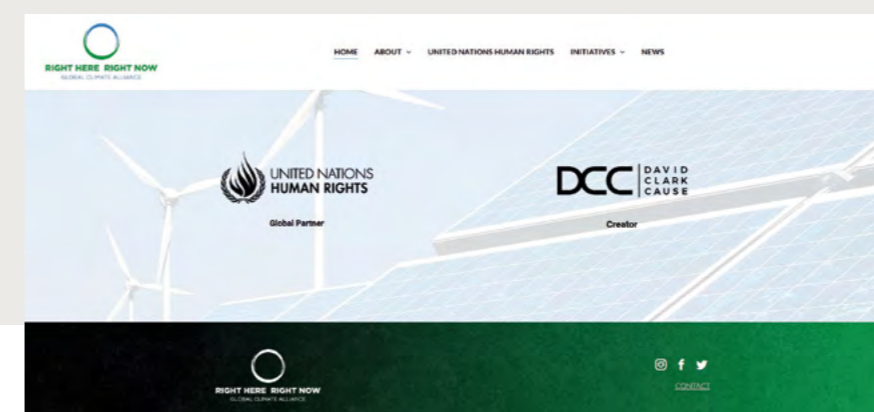 RIGHT HERE RIGHT NOW
GLOBAL CLIMATE ALLIANCE
HOME ABOUT UNITED NATIONS HUMAN RIGHTS INITIATIVES NEWS
UNITED NATIONS
HUMAN RIGHTS
Global Partner
DCC DAVID
CLARK
CAUSE
Creator
RIGHT HERE RIGHT NOW
GLOBAL CLIMATE ALLIANCE
CONTACT